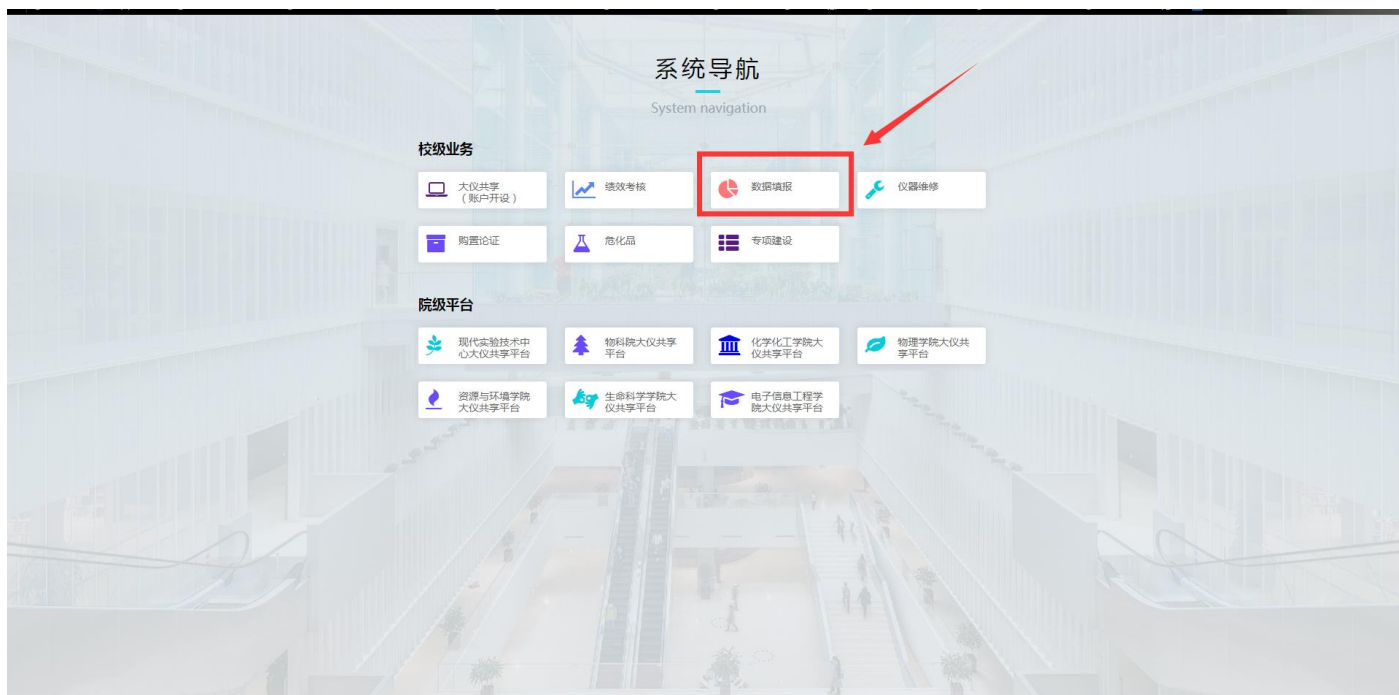 系统导航
System navigation
校级业务
大仪共享
（账户开设）
绩效考核
数据填报
仪器维修
购置论证
危化品
专项建设
院级平台
现代实验技术中
心大仪共享平台
物科院大仪共享
平台
化学化工学院大
仪共享平台
物理学院大仪共
享平台
资源与环境学院
大仪共享平台
生命科学学院大
仪共享平台
电子信息工程学
院大仪共享平台